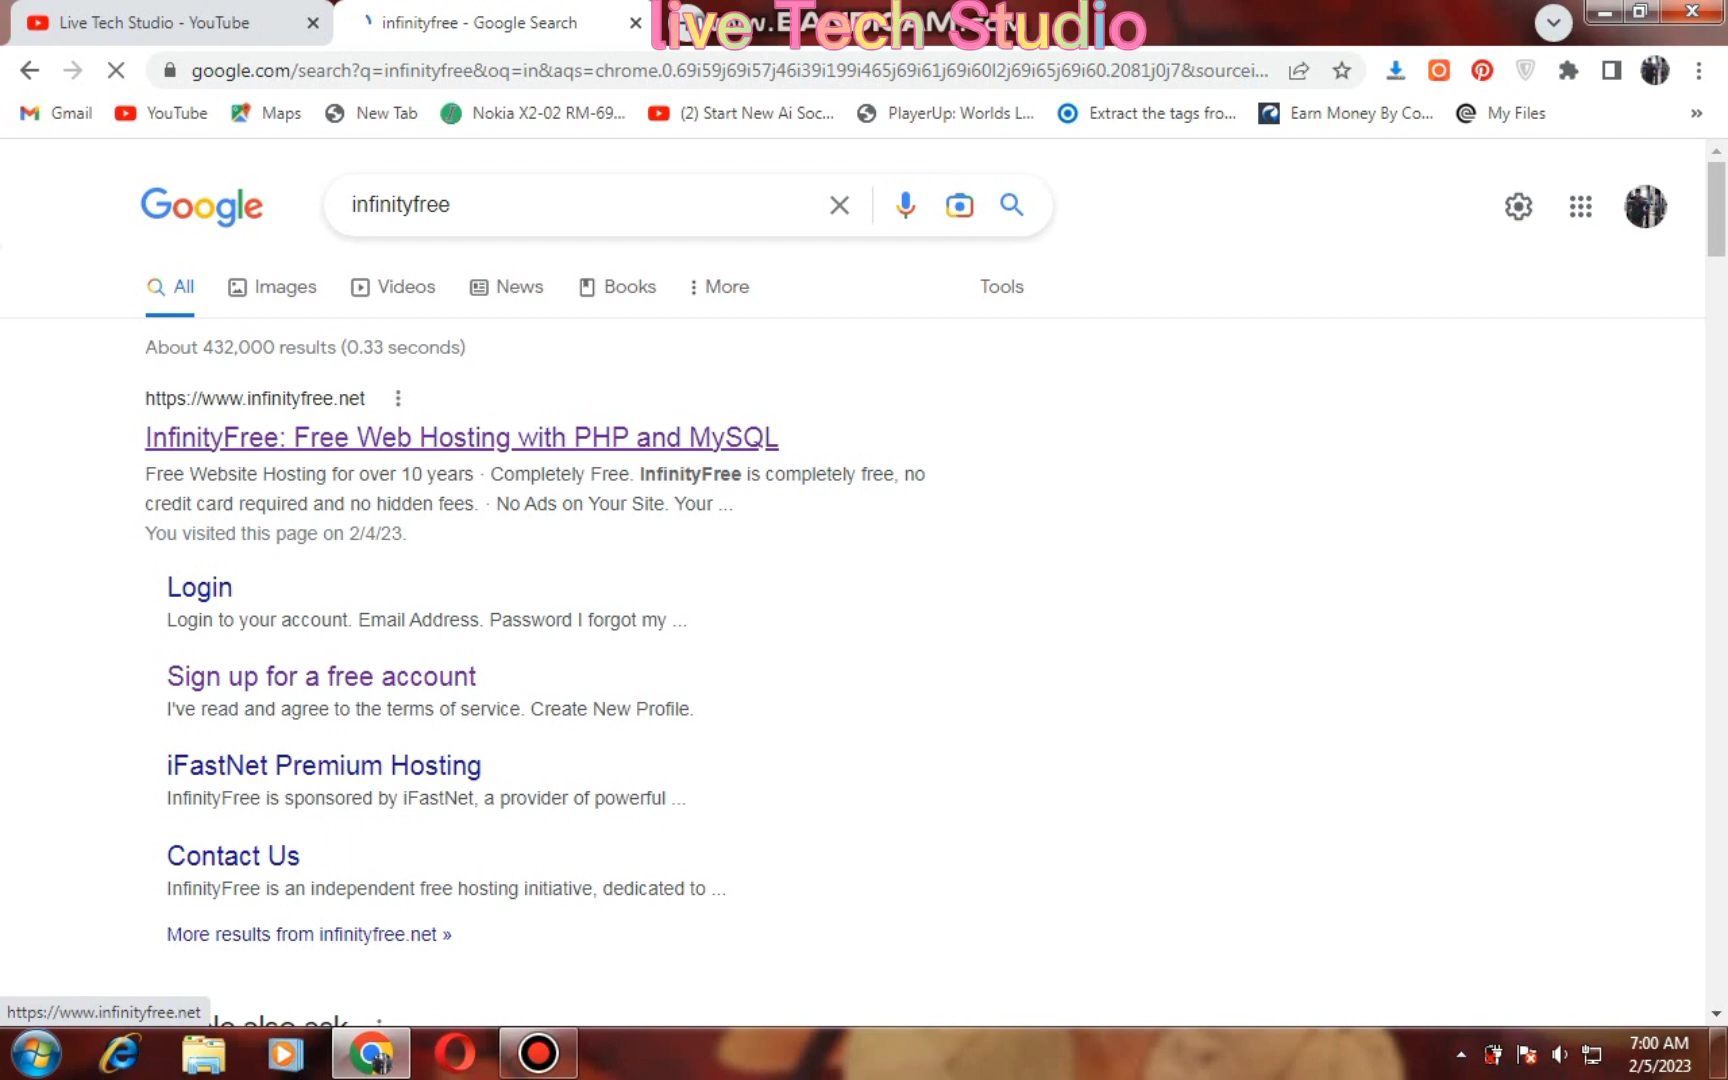 Live Tech Studio - YouTube
infinityfree - Google Search
live Tech Studio
google.com/search?q=infinityfree&oq=in&aqs=chrome.0.69i59j69i57j46i39i199i465j69i61j69i60l2j69i65j69i60.2081j0j7&sourcei...
Gmail
YouTube
Maps
New Tab
Nokia X2-02 RM-69...
(2) Start New Ai Soc...
PlayerUp: Worlds L...
Extract the tags fro...
Earn Money By Co...
My Files
»
Google
infinityfree
All
Images
Videos
News
Books
More
Tools
About 432,000 results (0.33 seconds)
https://www.infinityfree.net
InfinityFree: Free Web Hosting with PHP and MySQL
Free Website Hosting for over 10 years · Completely Free. InfinityFree is completely free, no
credit card required and no hidden fees. · No Ads on Your Site. Your ...
You visited this page on 2/4/23.
Login
Login to your account. Email Address. Password I forgot my ...
Sign up for a free account
I've read and agree to the terms of service. Create New Profile.
iFastNet Premium Hosting
InfinityFree is sponsored by iFastNet, a provider of powerful ...
Contact Us
InfinityFree is an independent free hosting initiative, dedicated to ...
More results from infinityfree.net »
https://www.infinityfree.net
also ask
7:00 AM
2/5/2023